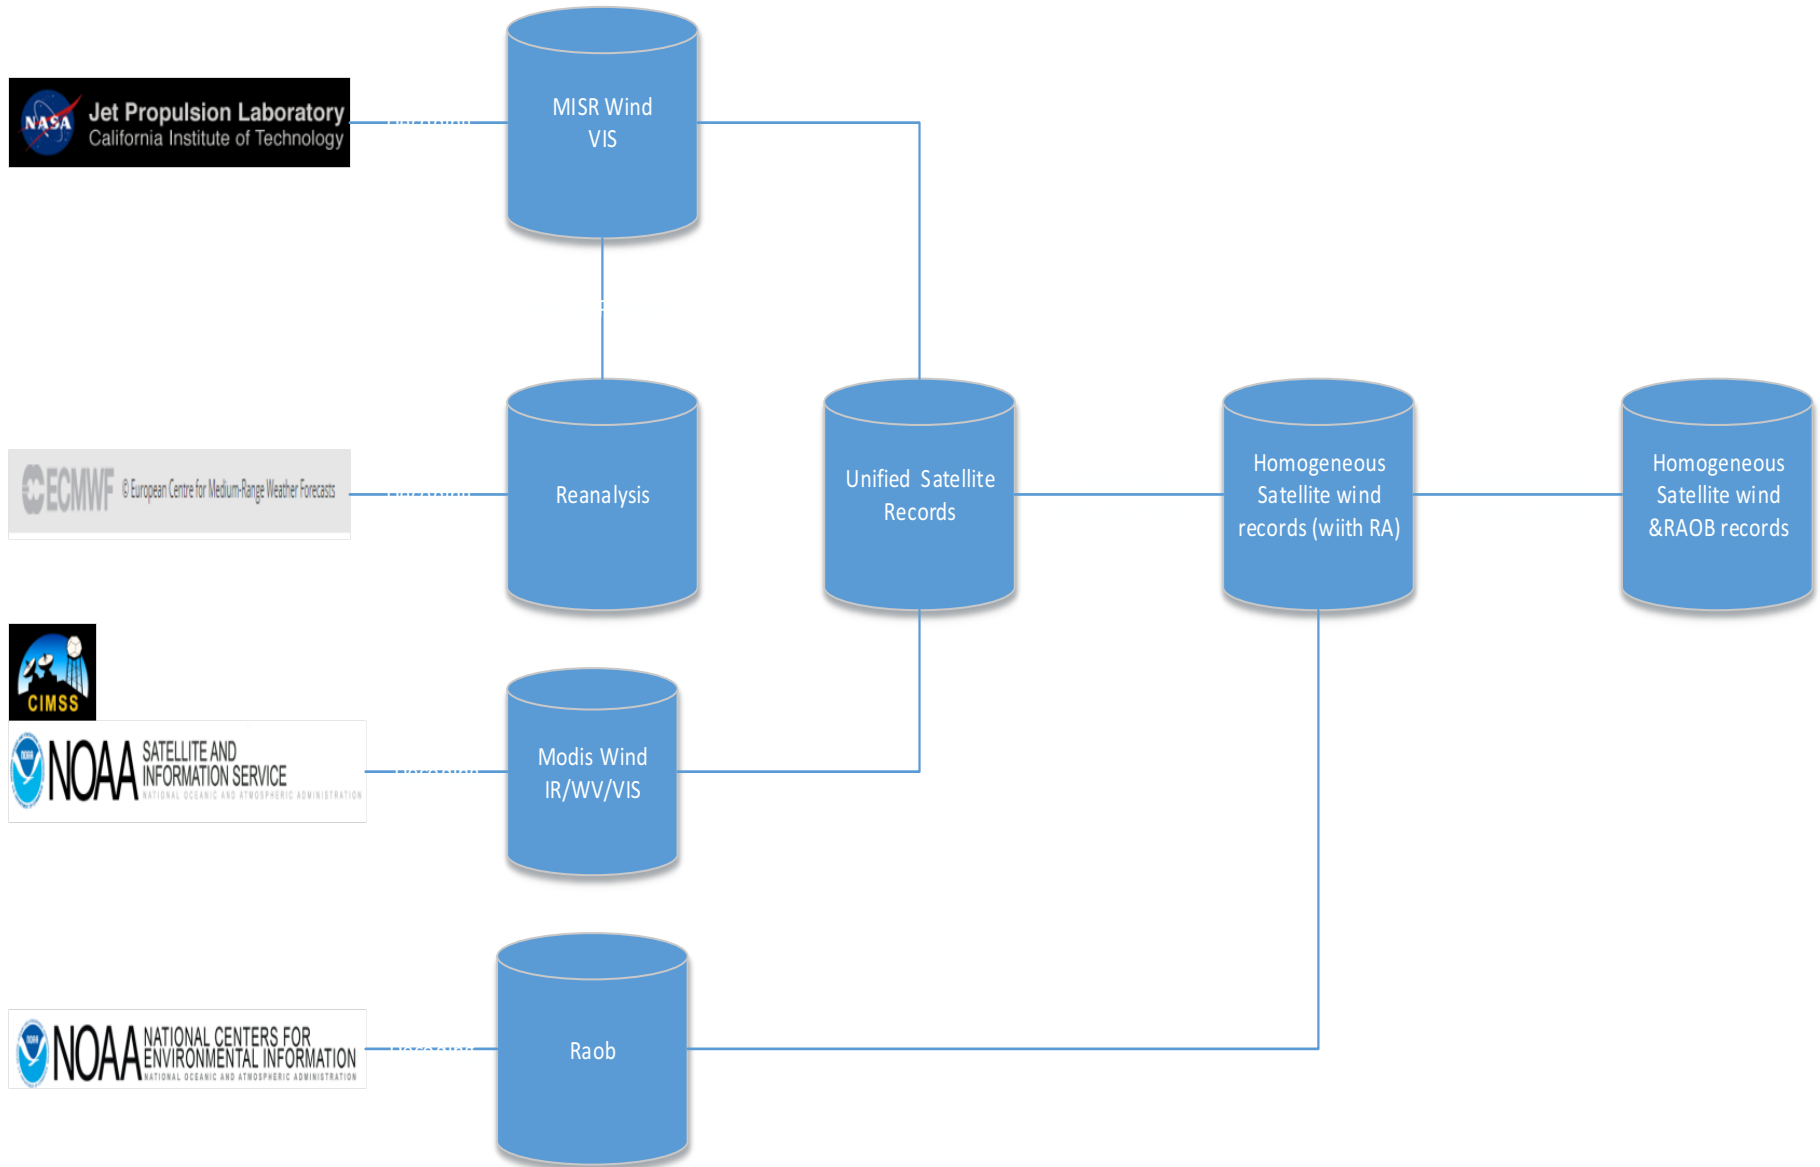 MISR Wind
VIS
NASA
Jet Propulsion Laboratory
California Institute of Technology
ECMWF
© European Centre for Medium-Range Weather Forecasts
Reanalysis
Unified Satellite
Records
Homogeneous
Satellite wind
records (wiith RA)
Homogeneous
Satellite wind
&RAOB records
CIMSS
NOAA
SATELLITE AND
INFORMATION SERVICE
NATIONAL OCEANIC AND ATMOSPHERIC ADMINISTRATION
Decoding
Modis Wind
IR/WV/VIS
NOAA
NATIONAL CENTERS FOR
ENVIRONMENTAL INFORMATION
NATIONAL OCEANIC AND ATMOSPHERIC ADMINISTRATION
Decoding
Raob